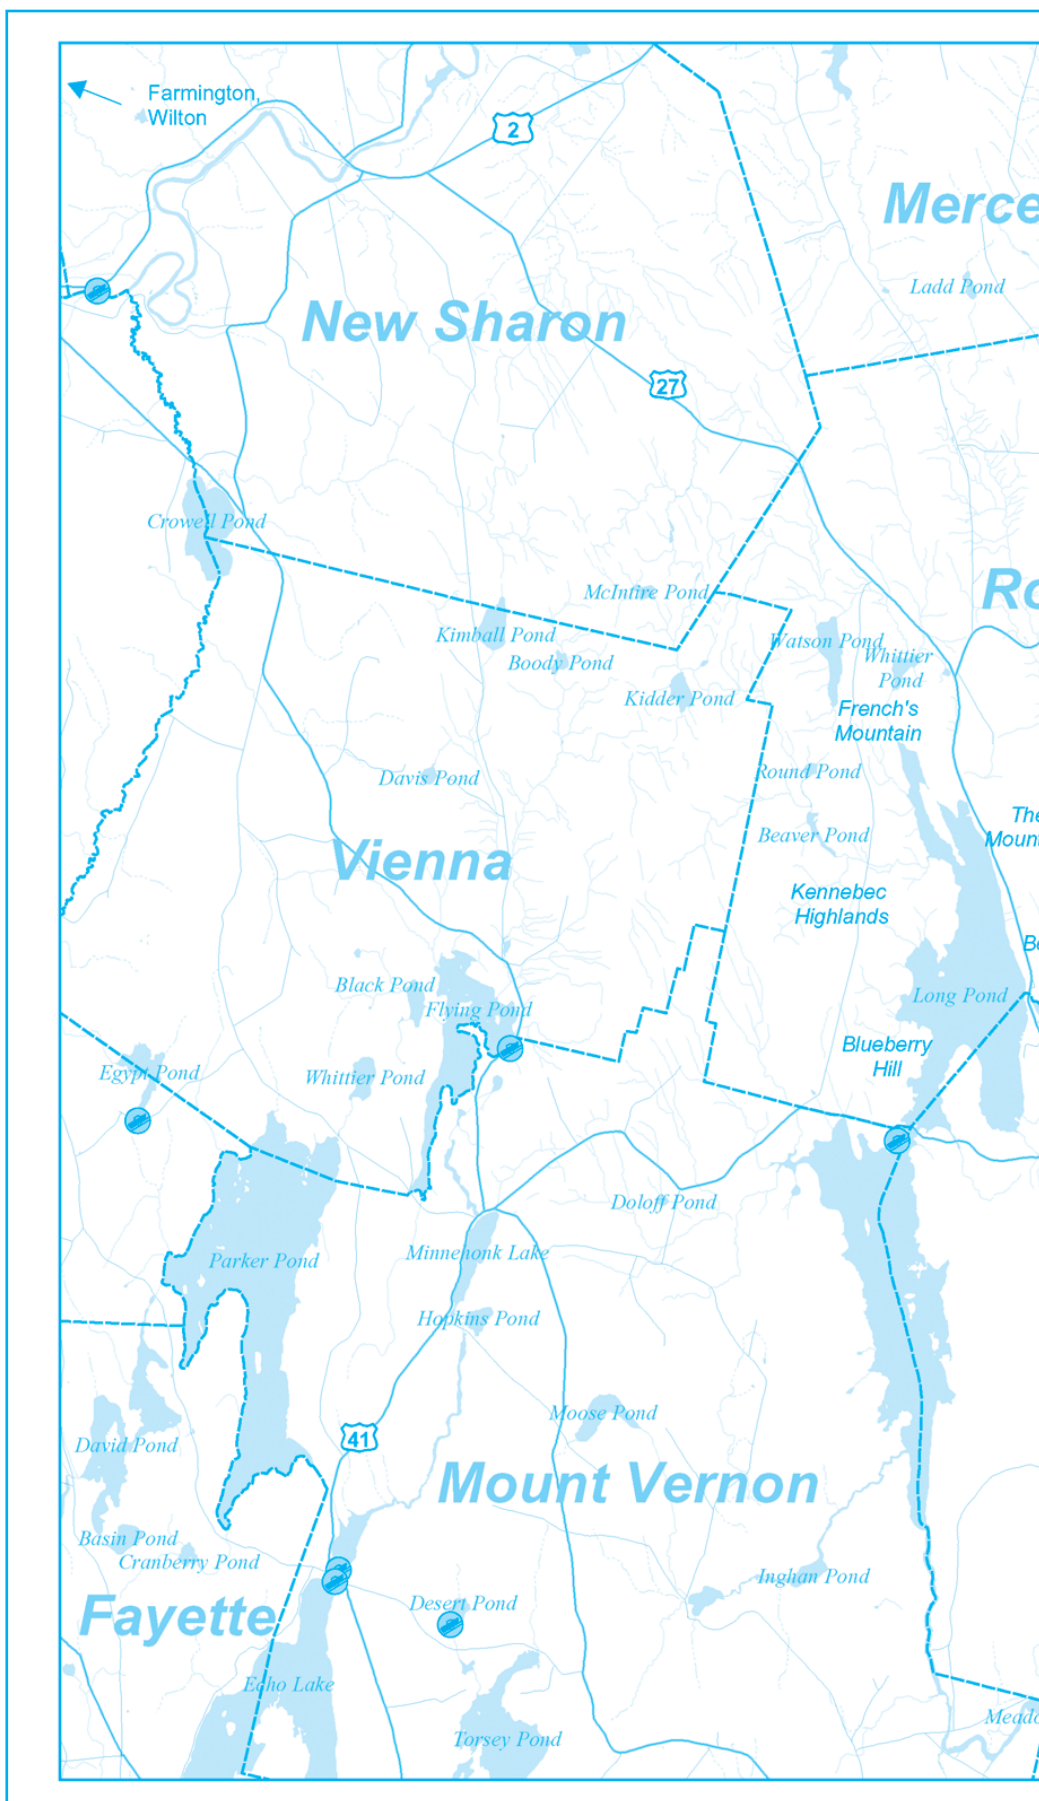 Farmington,
Wilton
2
Merce
Ladd Pond
New Sharon
27
Crowell Pond
McIntire Pond
Ro
Kimball Pond
Boody Pond
Watson Pond
Whittier
Pond
Kidder Pond
French's
Mountain
Davis Pond
Round Pond
The
Mount
Beaver Pond
Vienna
Kennebec
Highlands
Be
Black Pond
Long Pond
Flying Pond
Blueberry
Hill
Egypt Pond
Whittier Pond
Doloff Pond
Minnehonk Lake
Parker Pond
Hopkins Pond
Moose Pond
41
David Pond
Mount Vernon
Basin Pond
Cranberry Pond
Inghan Pond
Desert Pond
Fayette
Echo Lake
Meado
Torsey Pond